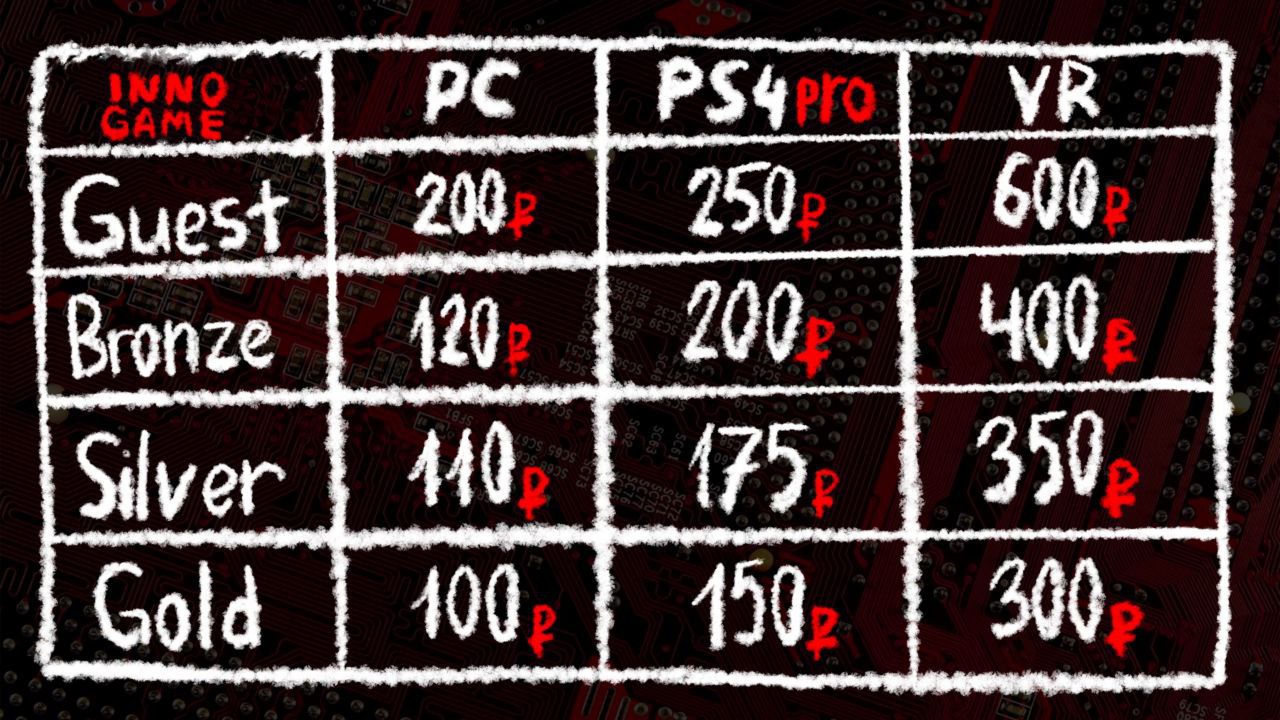 INNO
GAME
PC
PS4pro
VR
Guest
200₽
250₽
600₽
Bronze
120₽
200₽
400₽
Silver
110₽
175₽
350₽
Gold
100₽
150₽
300₽